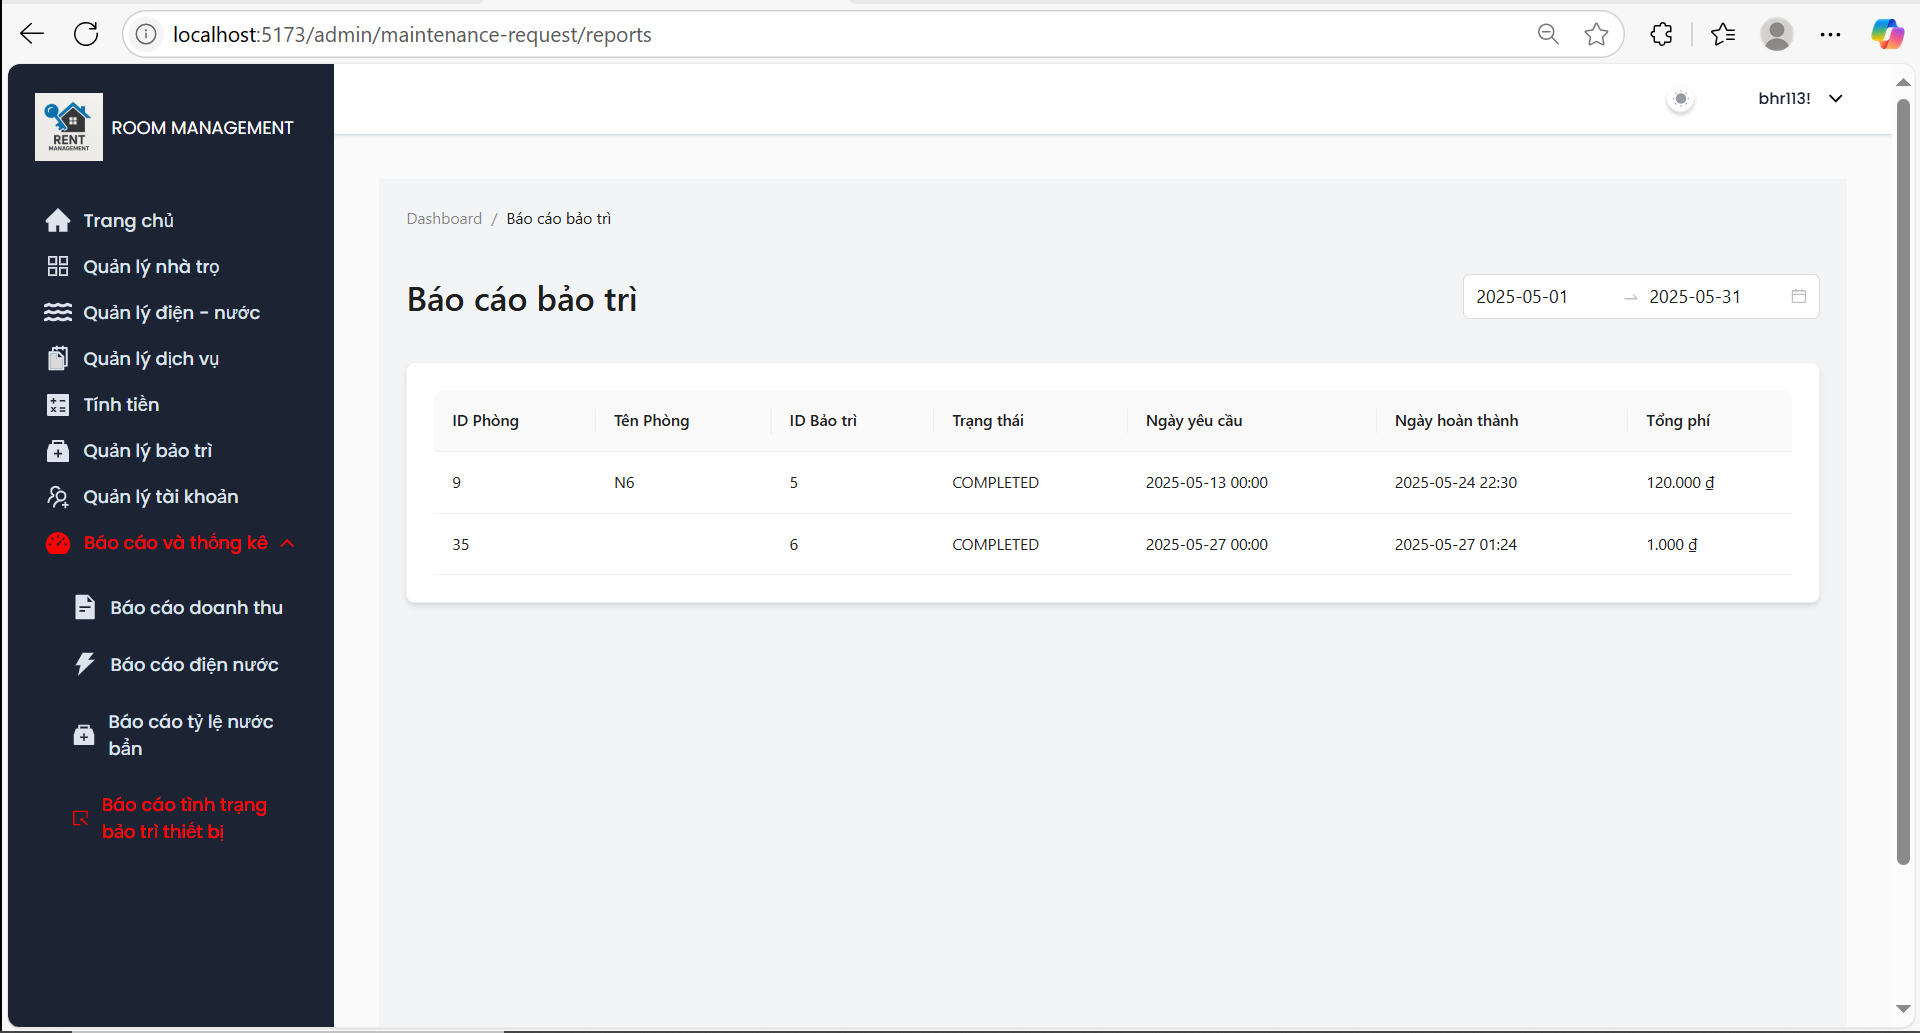 localhost:5173/admin/maintenance-request/reports
RENT
MANAGEMENT
ROOM MANAGEMENT
bhr113!
Trang chủ
Quản lý nhà trọ
Quản lý điện - nước
Quản lý dịch vụ
Tính tiền
Quản lý bảo trì
Quản lý tài khoản
Báo cáo và thống kê
Báo cáo doanh thu
Báo cáo điện nước
Báo cáo tỷ lệ nước
bẩn
Báo cáo tình trạng
bảo trì thiết bị
Dashboard / Báo cáo bảo trì
Báo cáo bảo trì
2025-05-01 → 2025-05-31
ID Phòng Tên Phòng ID Bảo trì Trạng thái Ngày yêu cầu Ngày hoàn thành Tổng phí
9 N6 5 COMPLETED 2025-05-13 00:00 2025-05-24 22:30 120.000 ₫
35 6 COMPLETED 2025-05-27 00:00 2025-05-27 01:24 1.000 ₫